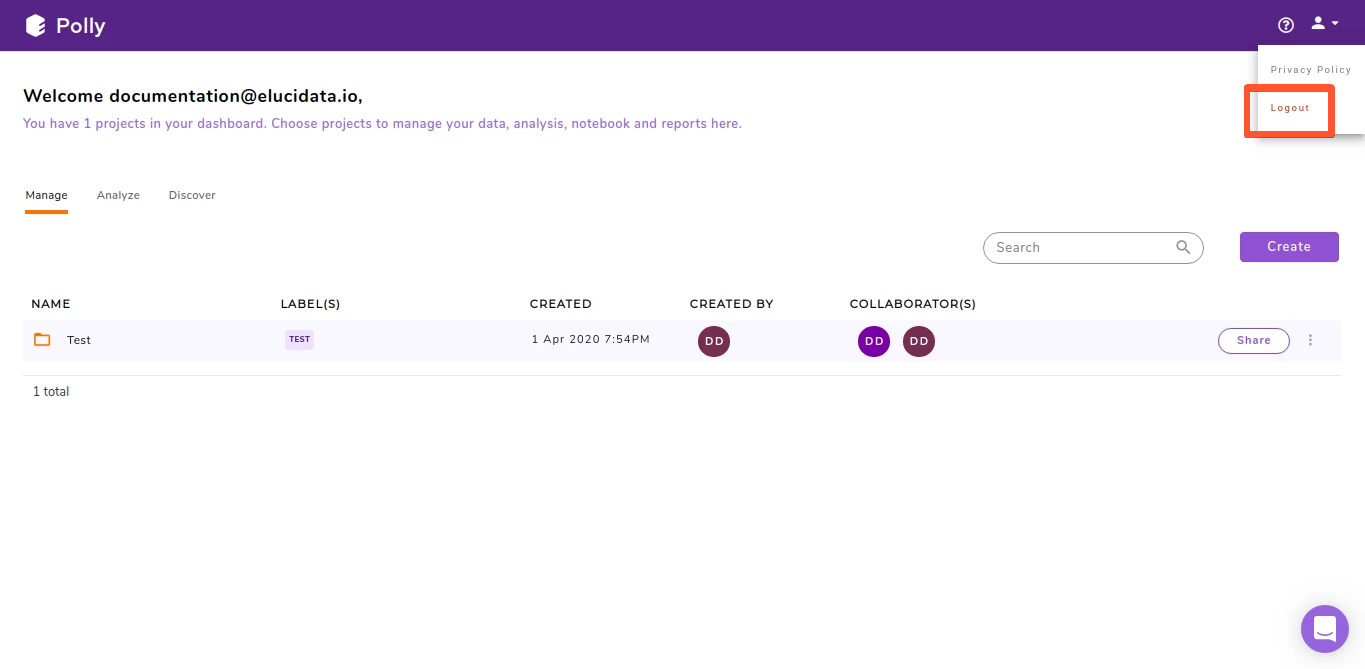 Polly
Privacy Policy
Logout
Welcome documentation@elucidata.io,
You have 1 projects in your dashboard. Choose projects to manage your data, analysis, notebook and reports here.
Manage Analyze Discover
Search Create
NAME LABEL(S) CREATED CREATED BY COLLABORATOR(S)
Test TEST 1 Apr 2020 7:54PM DD DD DD Share
1 total